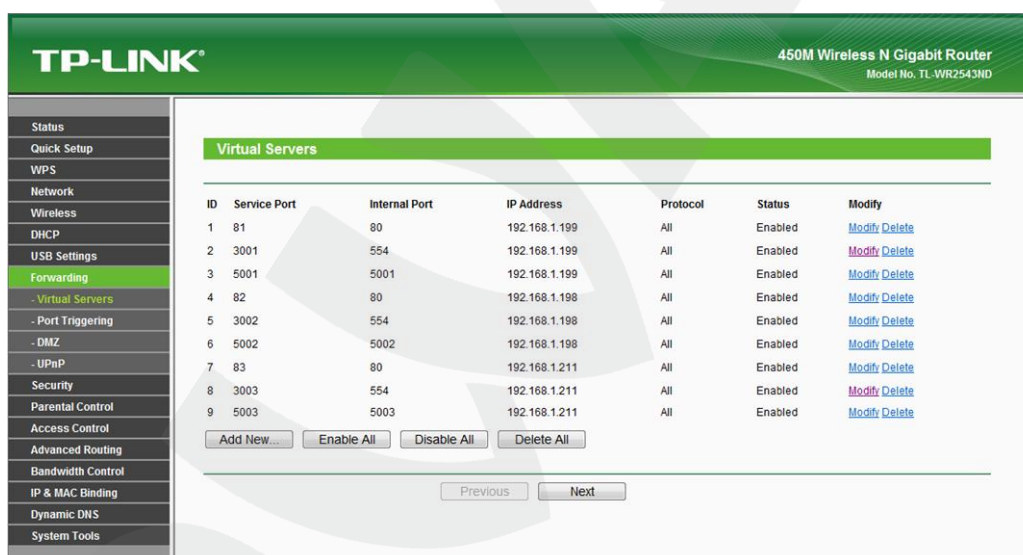 TP-LINK®
450M Wireless N Gigabit Router
Model No. TL-WR2543ND
Status
Quick Setup
WPS
Network
Wireless
DHCP
USB Settings
Forwarding
- Virtual Servers
- Port Triggering
- DMZ
- UPnP
Security
Parental Control
Access Control
Advanced Routing
Bandwidth Control
IP & MAC Binding
Dynamic DNS
System Tools
Virtual Servers
ID Service Port Internal Port IP Address Protocol Status Modify
1 81 80 192.168.1.199 All Enabled Modify Delete
2 3001 554 192.168.1.199 All Enabled Modify Delete
3 5001 5001 192.168.1.199 All Enabled Modify Delete
4 82 80 192.168.1.198 All Enabled Modify Delete
5 3002 554 192.168.1.198 All Enabled Modify Delete
6 5002 5002 192.168.1.198 All Enabled Modify Delete
7 83 80 192.168.1.211 All Enabled Modify Delete
8 3003 554 192.168.1.211 All Enabled Modify Delete
9 5003 5003 192.168.1.211 All Enabled Modify Delete
Add New... Enable All Disable All Delete All
Previous Next